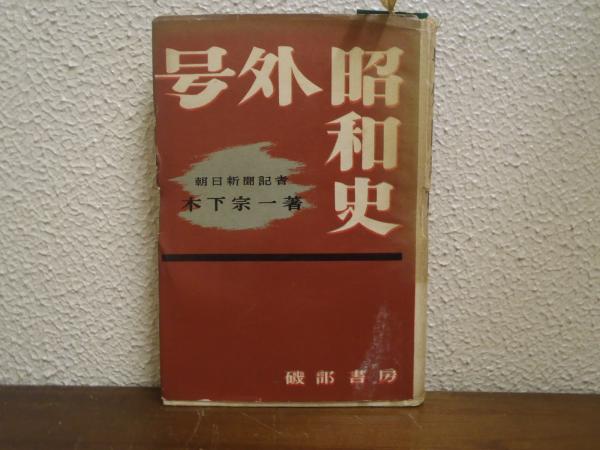 号外
昭和史
朝日新聞記者
木下宗一著
磯部書房